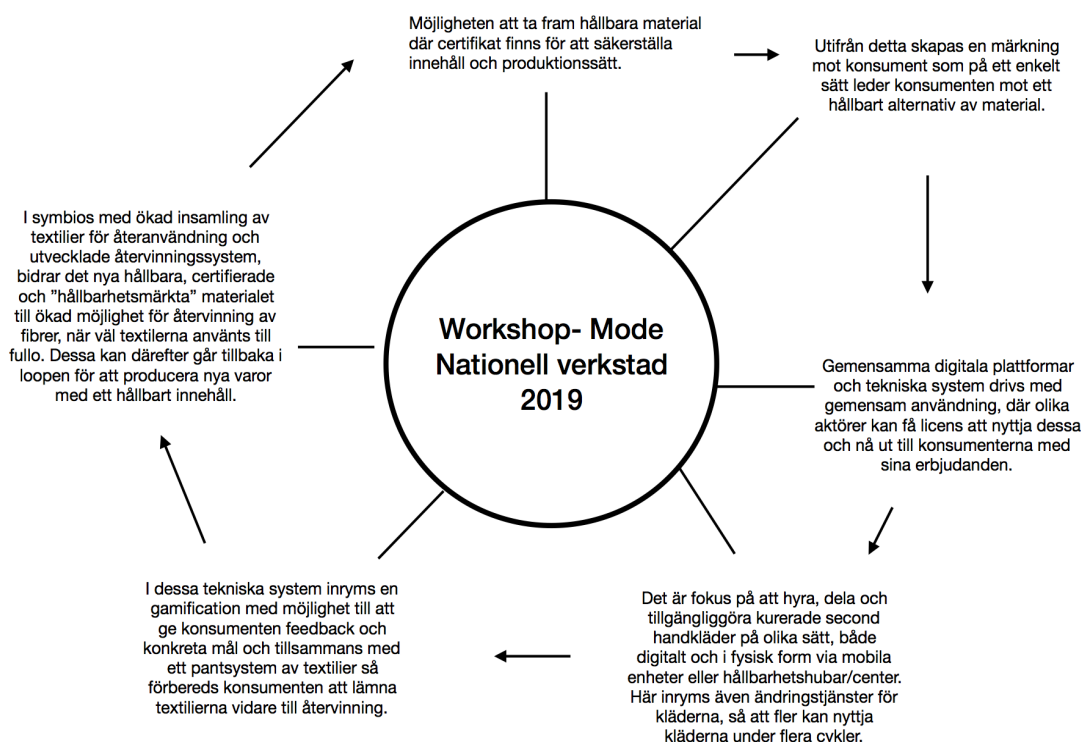 Möjligheten att ta fram hållbara material
där certifikat finns för att säkerställa
innehåll och produktionssätt.
Utifrån detta skapas en märkning
mot konsument som på ett enkelt
sätt leder konsumenten mot ett
hållbart alternativ av material.
Gemensamma digitala plattformar
och tekniska system drivs med
gemensam användning, där olika
aktörer kan få licens att nyttja dessa
och nå ut till konsumenterna med
sina erbjudanden.
Det är fokus på att hyra, dela och
tillgängliggöra kurerade second
handkläder på olika sätt, både
digitalt och i fysisk form via mobila
enheter eller hållbarhetshubar/center.
Här inryms även ändringstjänster för
kläderna, så att fler kan nyttja
kläderna under flera cykler.
I dessa tekniska system inryms en
gamification med möjlighet till att
ge konsumenten feedback och
konkreta mål och tillsammans med
ett pantsystem av textilier så
förbereds konsumenten att lämna
textilierna vidare till återvinning.
I symbios med ökad insamling av
textilier för återanvändning och
utvecklade återvinningssystem,
bidrar det nya hållbara, certifierade
och ”hållbarhetsmärkta” materialet
till ökad möjlighet för återvinning av
fibrer, när väl textilerna använts till
fullo. Dessa kan därefter går tillbaka i
loopen för att producera nya varor
med ett hållbart innehåll.
Workshop- Mode
Nationell verkstad
2019